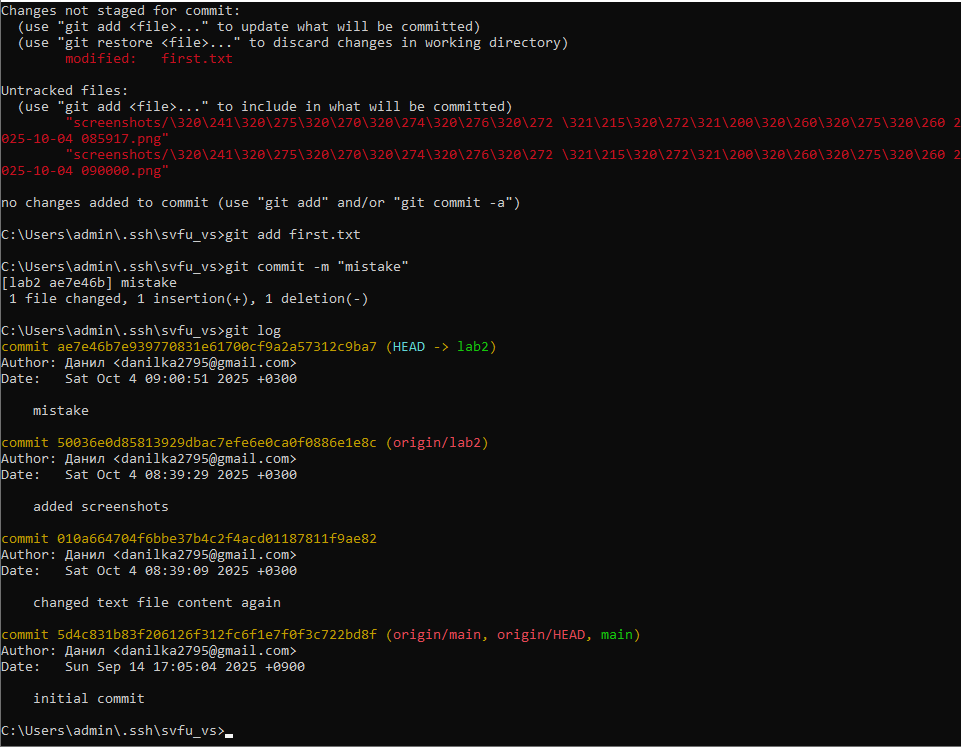 Changes not staged for commit:
  (use "git add <file>..." to update what will be committed)
  (use "git restore <file>..." to discard changes in working directory)
        modified:   first.txt

Untracked files:
  (use "git add <file>..." to include in what will be committed)
        "screenshots/\320\241\320\275\320\270\320\274\320\276\320\272 \321\215\320\272\321\200\320\260\320\275\320\260 2
025-10-04 085917.png"
        "screenshots/\320\241\320\275\320\270\320\274\320\276\320\272 \321\215\320\272\321\200\320\260\320\275\320\260 2
025-10-04 090000.png"

no changes added to commit (use "git add" and/or "git commit -a")

C:\Users\admin\.ssh\svfu_vs>git add first.txt

C:\Users\admin\.ssh\svfu_vs>git commit -m "mistake"
[lab2 ae7e46b] mistake
 1 file changed, 1 insertion(+), 1 deletion(-)

C:\Users\admin\.ssh\svfu_vs>git log
commit ae7e46b7e939770831e61700cf9a2a57312c9ba7 (HEAD -> lab2)
Author: Данил <danilka2795@gmail.com>
Date:   Sat Oct 4 09:00:51 2025 +0300

    mistake

commit 50036e0d85813929dbac7efe6e0ca0f0886e1e8c (origin/lab2)
Author: Данил <danilka2795@gmail.com>
Date:   Sat Oct 4 08:39:29 2025 +0300

    added screenshots

commit 010a664704f6bbe37b4c2f4acd01187811f9ae82
Author: Данил <danilka2795@gmail.com>
Date:   Sat Oct 4 08:39:09 2025 +0300

    changed text file content again

commit 5d4c831b83f206126f312fc6f1e7f0f3c722bd8f (origin/main, origin/HEAD, main)
Author: Данил <danilka2795@gmail.com>
Date:   Sun Sep 14 17:05:04 2025 +0900

    initial commit

C:\Users\admin\.ssh\svfu_vs>